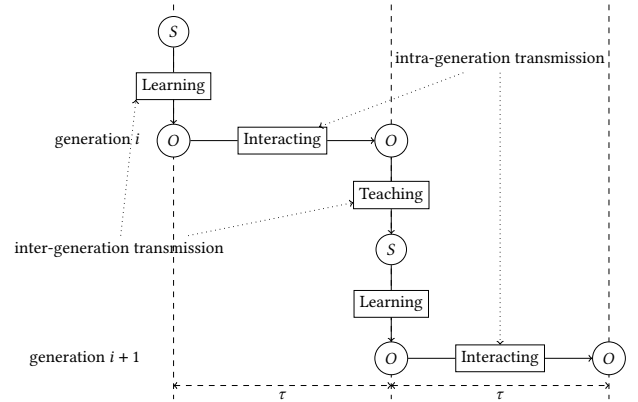 S
intra-generation transmission
Learning
generation i
O
Interacting
O
Teaching
inter-generation transmission
S
Learning
generation i + 1
O
Interacting
O
τ
τ